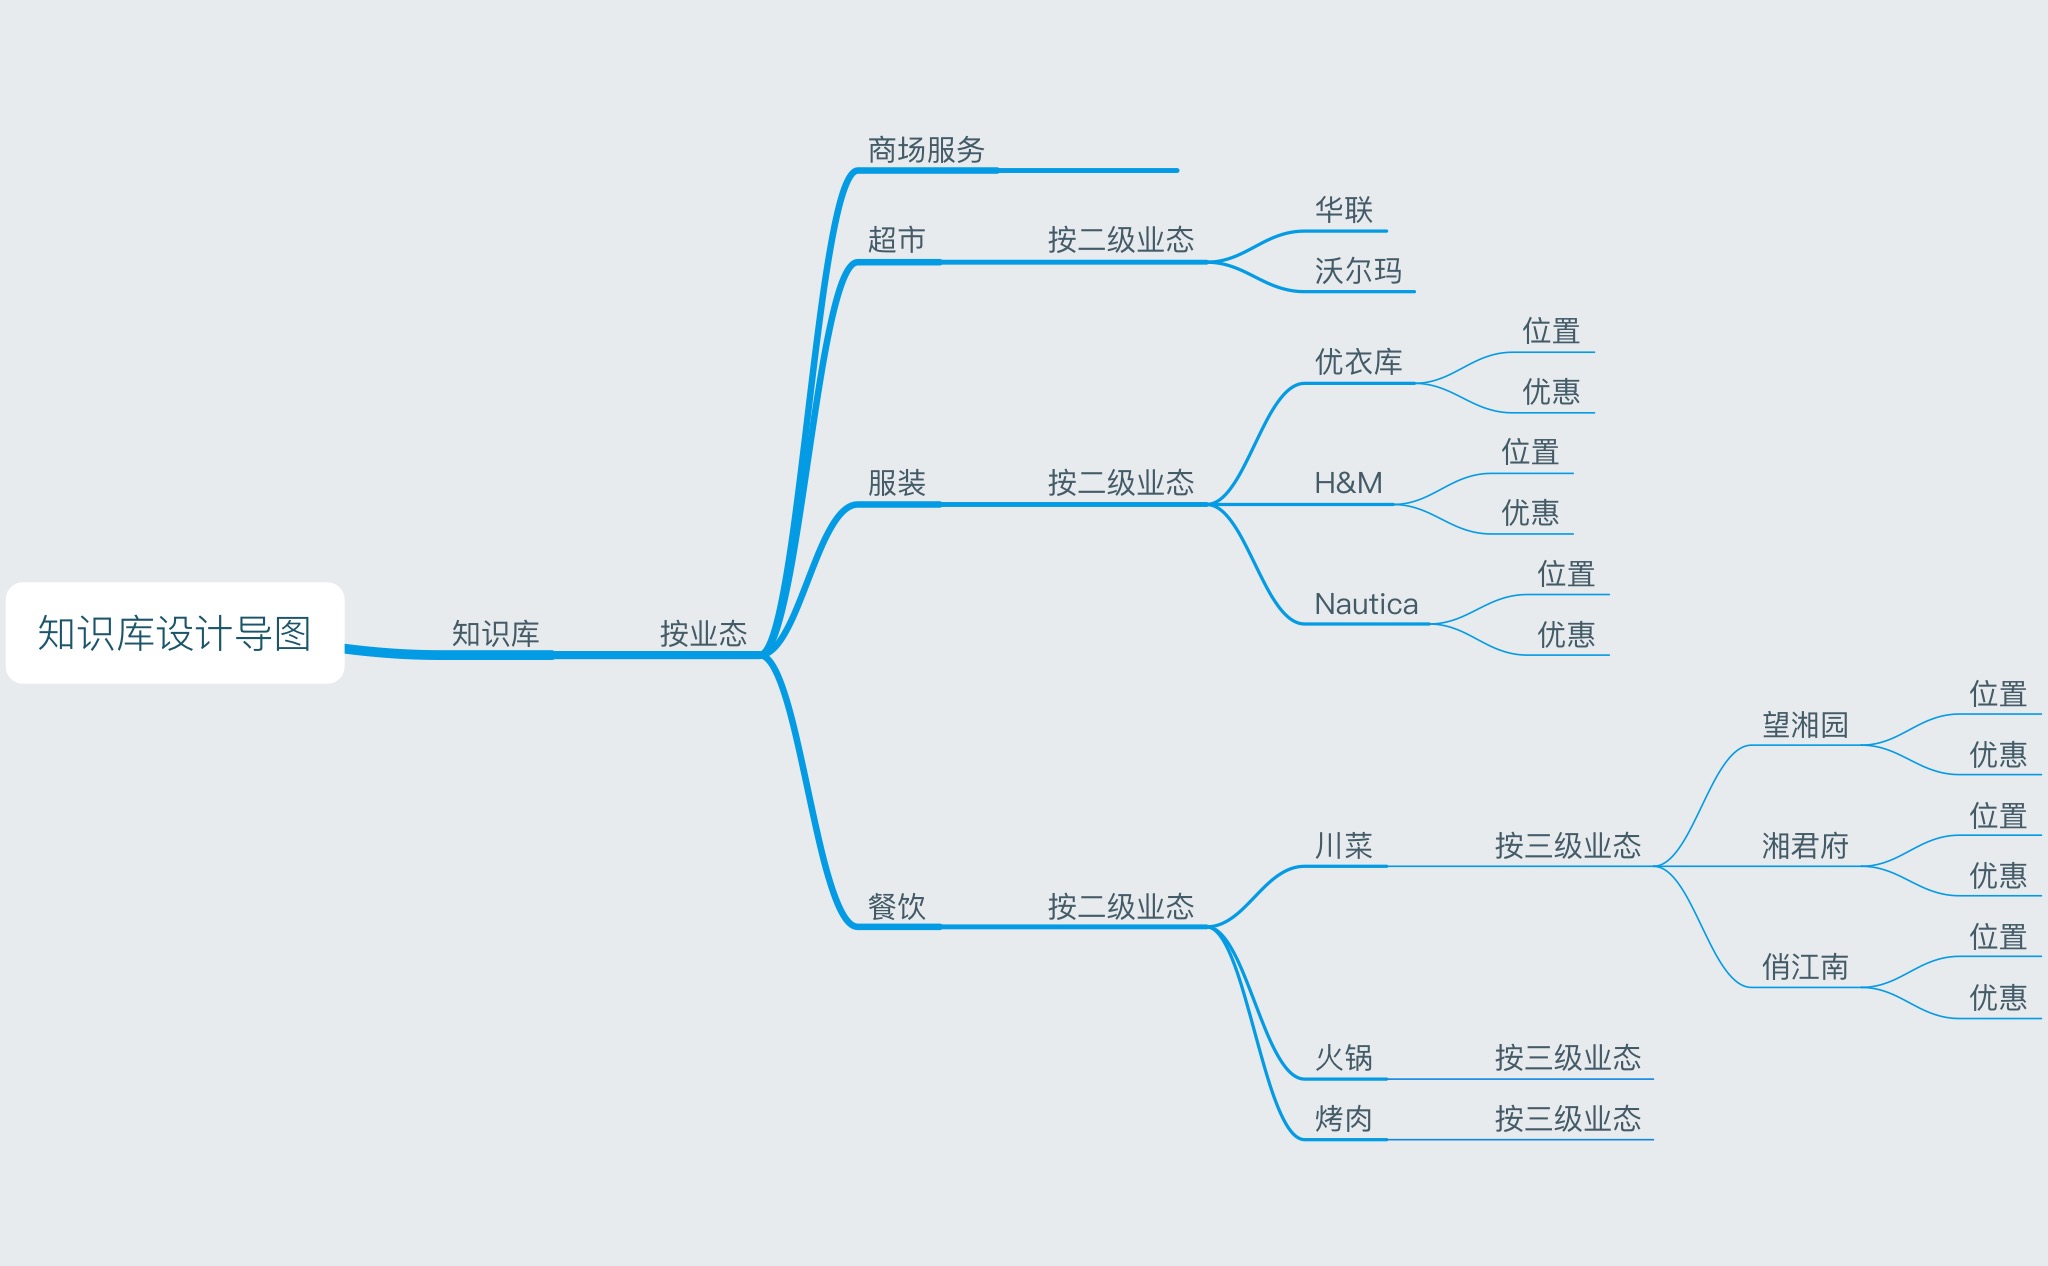 知识库设计导图
知识库
按业态
商场服务
超市
按二级业态
华联
沃尔玛
服装
按二级业态
优衣库
位置
优惠
H&M
位置
优惠
Nautica
位置
优惠
餐饮
按二级业态
川菜
按三级业态
望湘园
位置
优惠
湘君府
位置
优惠
俏江南
位置
优惠
火锅
按三级业态
烤肉
按三级业态